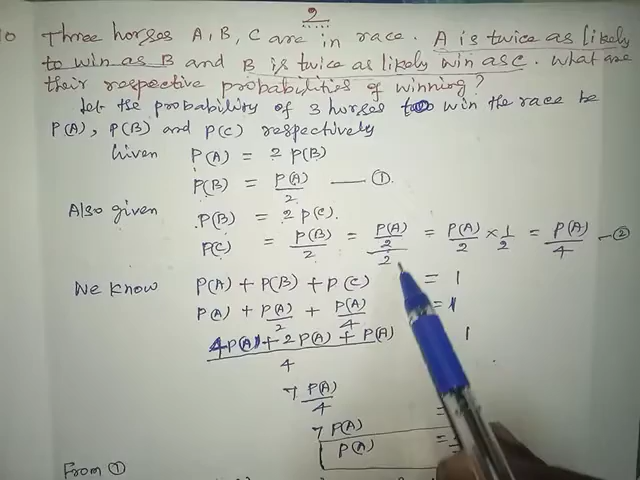 2
10 Three horses A, B, C are in race. A is twice as likely
to win as B and B is twice as likely win as C. What are
their respective probabilities of winning?
let the probability of 3 horses to win the race be
P(A), P(B) and P(C) respectively
Given P(A) = 2 P(B)
P(B) = P(A)/2 —— ①
Also given P(B) = 2 P(C).
P(C) = P(B)/2 = (P(A)/2)/2 = P(A)/2 × 1/2 = P(A)/4 —②
We know P(A) + P(B) + P(C) = 1
P(A) + P(A)/2 + P(A)/4 = 1
(4P(A) + 2P(A) + P(A))/4 1
7 P(A)/4
7 P(A) =
P(A) =
From ①